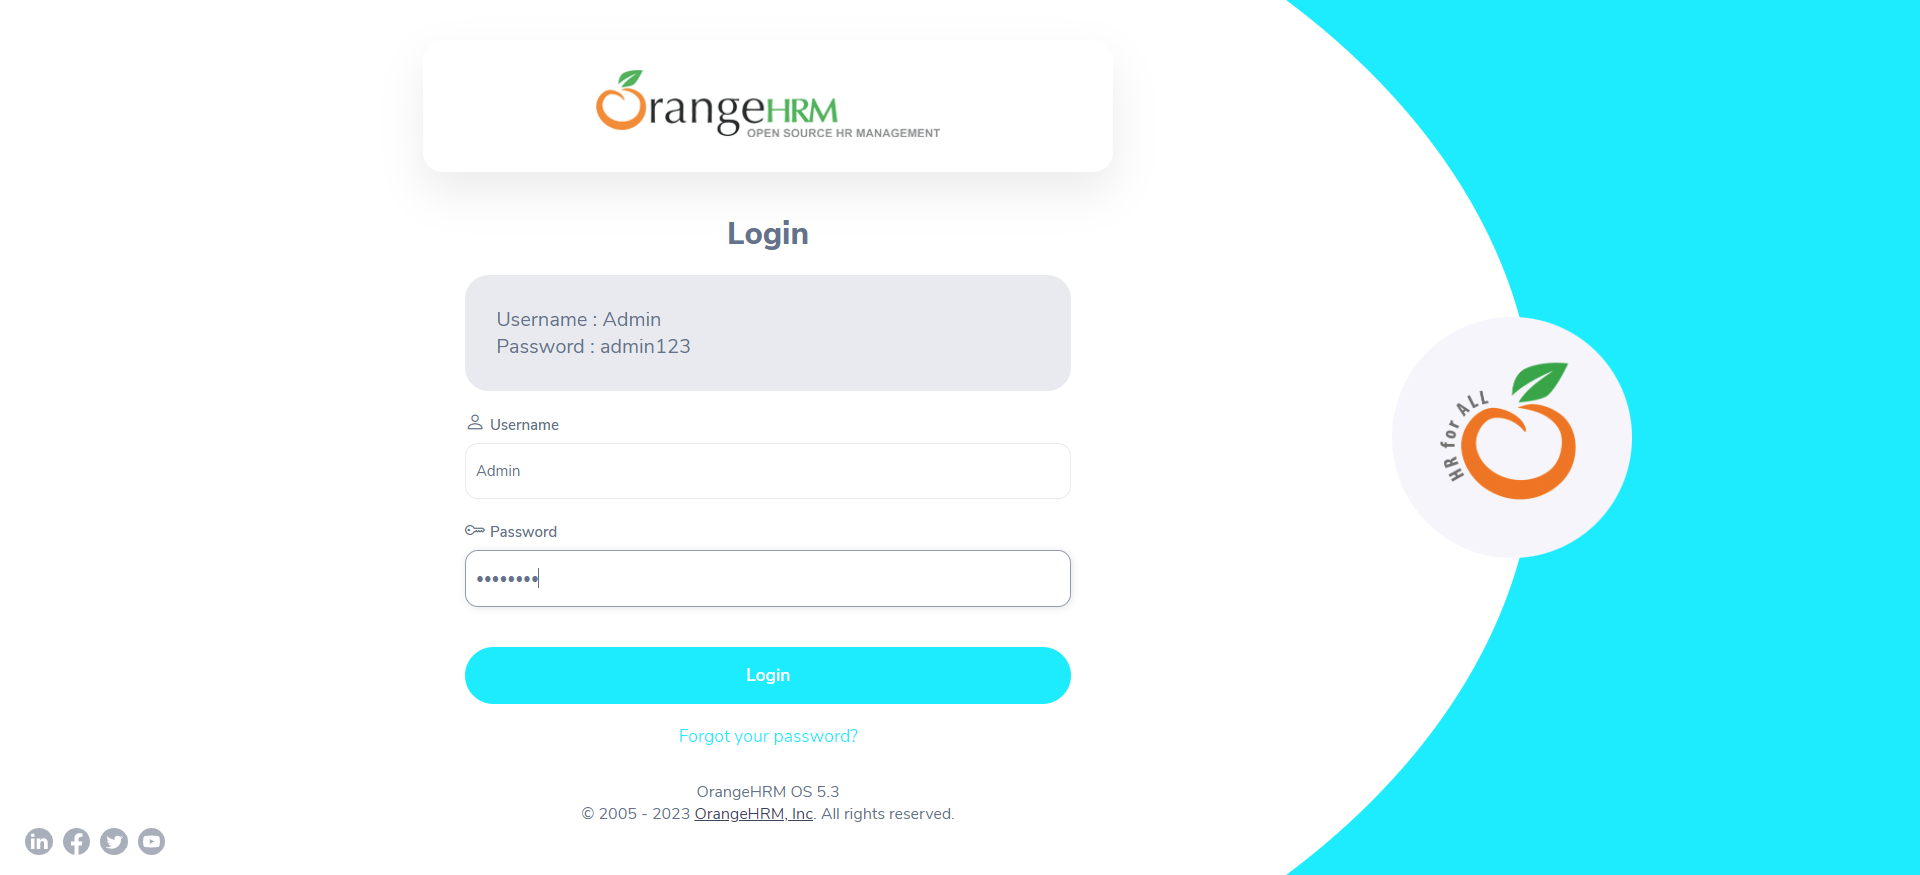 OrangeHRM
OPEN SOURCE HR MANAGEMENT
Login
Username : Admin
Password : admin123
Username
Admin
Password
••••••••
Login
Forgot your password?
OrangeHRM OS 5.3
© 2005 - 2023 OrangeHRM, Inc. All rights reserved.
HR for ALL